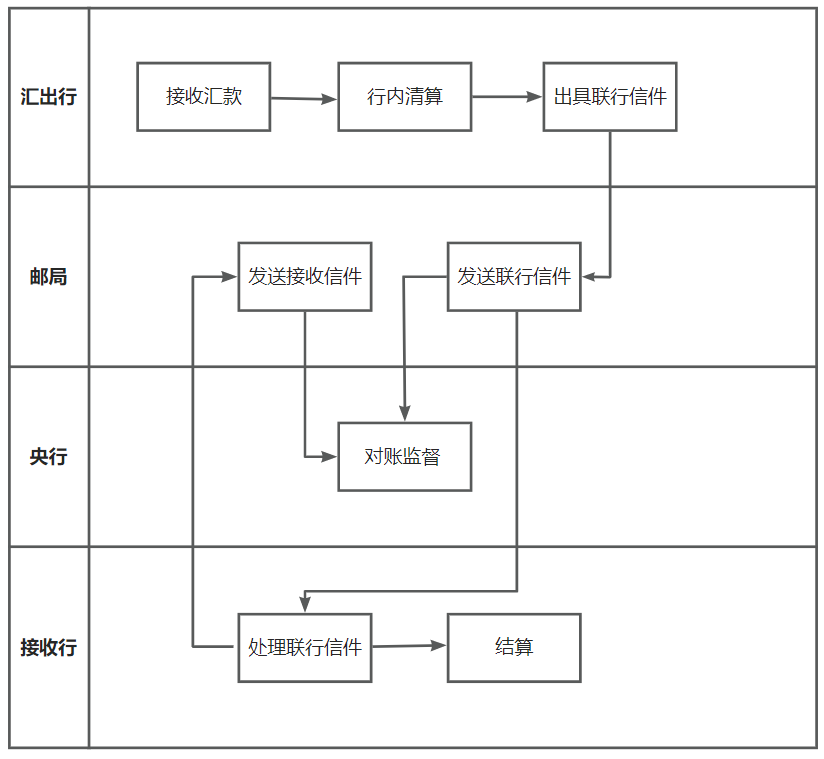 汇出行
接收汇款
行内清算
出具联行信件
邮局
发送接收信件
发送联行信件
央行
对账监督
接收行
处理联行信件
结算